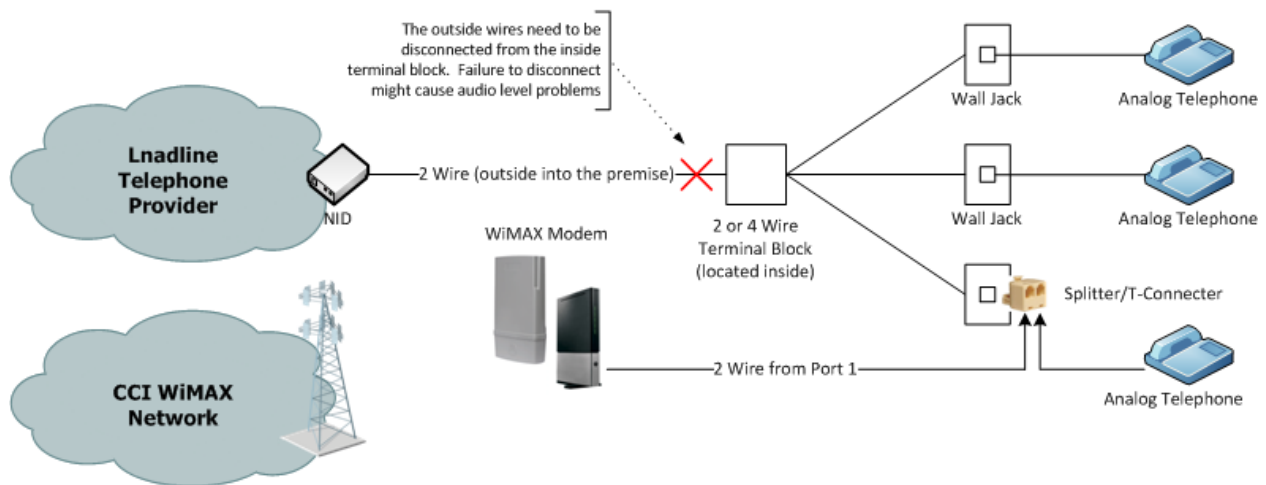 The outside wires need to be
disconnected from the inside
terminal block.  Failure to disconnect
might cause audio level problems
Lnadline
Telephone
Provider
NID
2 Wire (outside into the premise)
2 or 4 Wire
Terminal Block
(located inside)
Wall Jack
Analog Telephone
Wall Jack
Analog Telephone
WiMAX Modem
Splitter/T-Connecter
2 Wire from Port 1
Analog Telephone
CCI WiMAX
Network